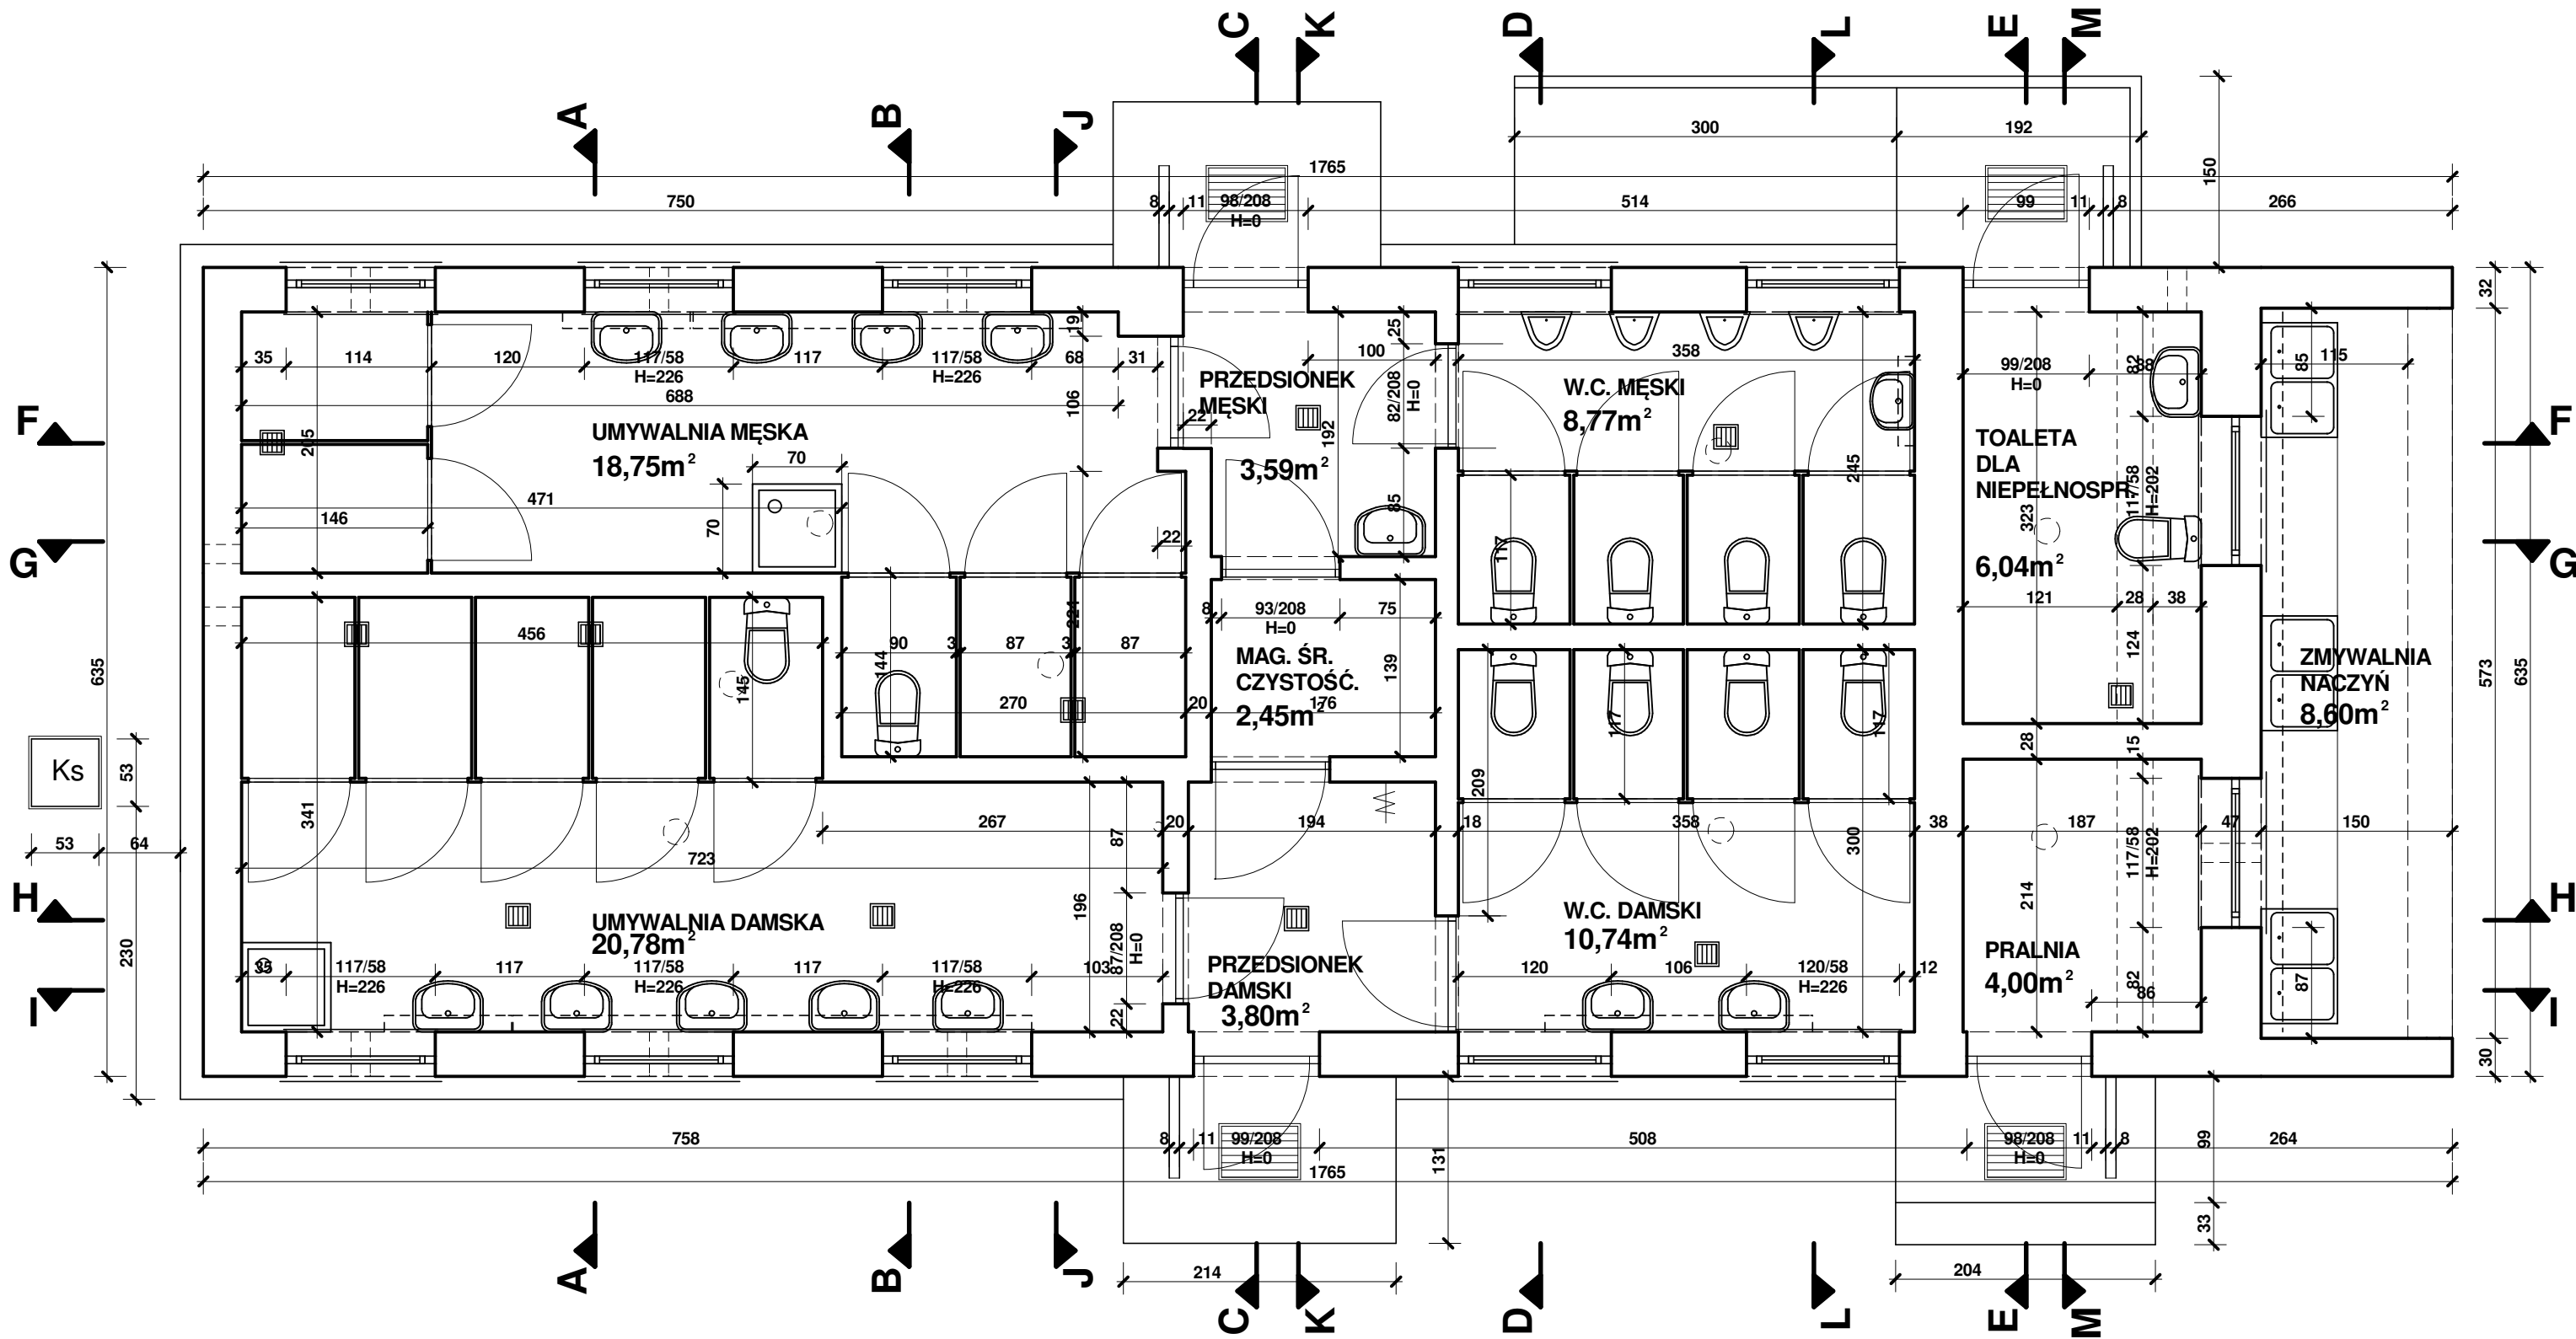 C K D L E M
A B J
300 192
1765
150
750 8 11 98/208 514 99 11 8 266
H=0
32
19 25
35 114 120 117/58 117 117/58 68 31 100 358 99/208 88 82 85 115
H=226 H=226 H=0
688
106 82/208 H=0
PRZEDSIONEK
MĘSKI
W.C. MĘSKI
8,77m²
F F
205 22 192
UMYWALNIA MĘSKA
18,75m²
70
3,59m²
245
TOALETA
DLA
NIEPEŁNOSPR.
117/58 H=202
471
146 70 85 323
22 117
G G
6,04m²
8 93/208 75
H=0
121 28 38
224
456 90 3 87 3 87
144 145 139 124
MAG. ŚR.
CZYSTOŚĆ.
2,45m²
270 20 176
117 117
ZMYWALNIA
NACZYŃ
8,60m²
635 573 635
28 15
Ks
53
209
341 267 20 194 18 358 38 187 47 150
53 64
87 300 117/58 H=202
723
H H
196 214
UMYWALNIA DAMSKA
20,78m²
W.C. DAMSKI
10,74m²
230
87/208 H=0
35 117/58 117 117/58 117 117/58 103
H=226 H=226 H=226
PRZEDSIONEK
DAMSKI
3,80m²
120 106 120/58 12
H=226
PRALNIA
4,00m²
82 86 87
22
I I
30
758 8 11 99/208 508 98/208 11 8 264
H=0 H=0
99
131
1765
33
214 204
A B J
C K D L E M